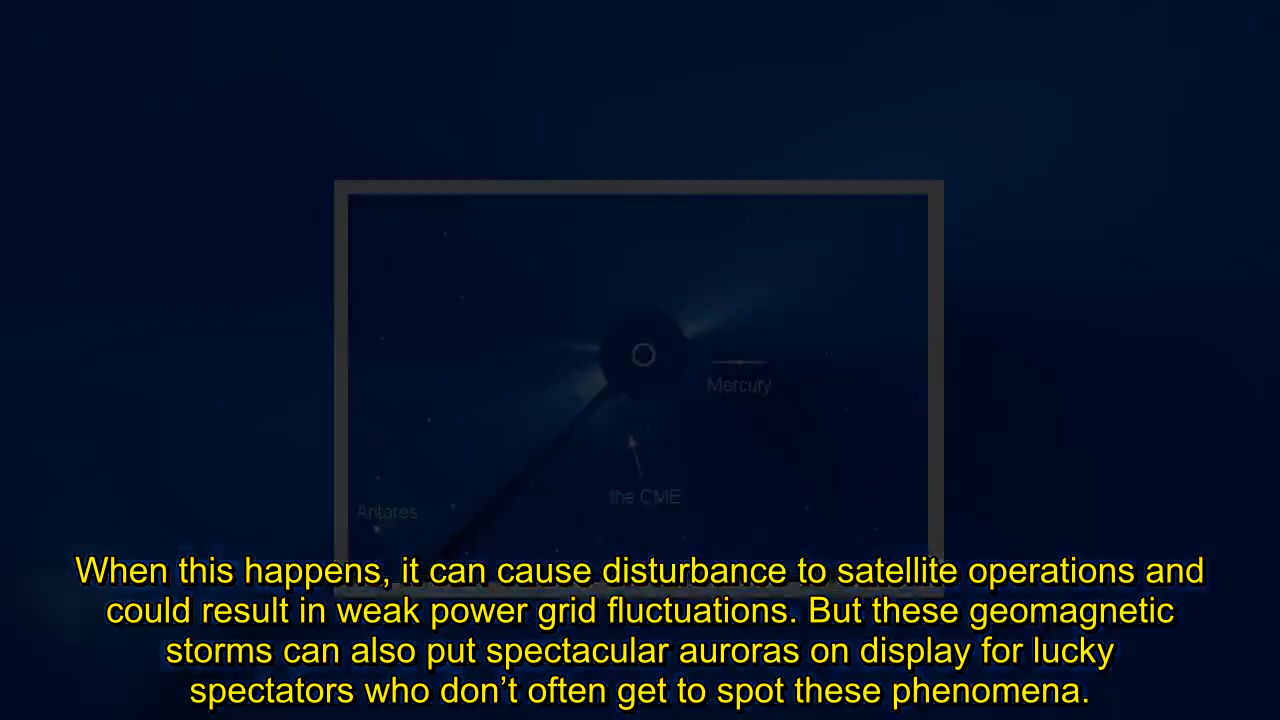 Mercury
the CME
Antares
When this happens, it can cause disturbance to satellite operations and
could result in weak power grid fluctuations. But these geomagnetic
storms can also put spectacular auroras on display for lucky
spectators who don’t often get to spot these phenomena.